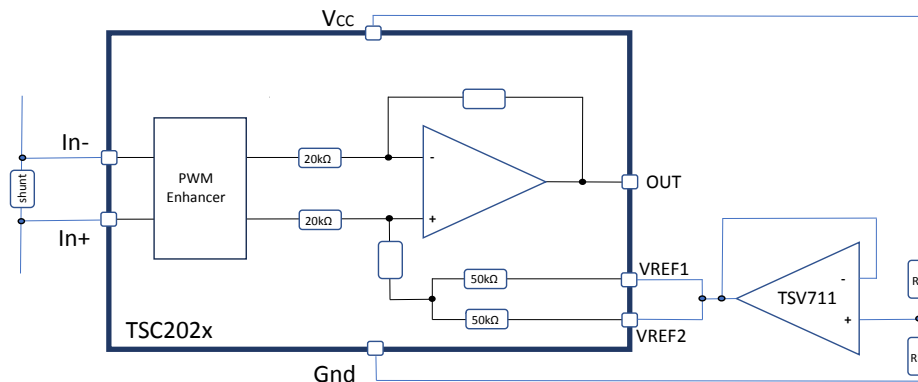 Vcc
In-
shunt
In+
PWM
Enhancer
20kΩ
20kΩ
-
+
OUT
50kΩ
50kΩ
VREF1
VREF2
-
+
TSV711
R
R
TSC202x
Gnd